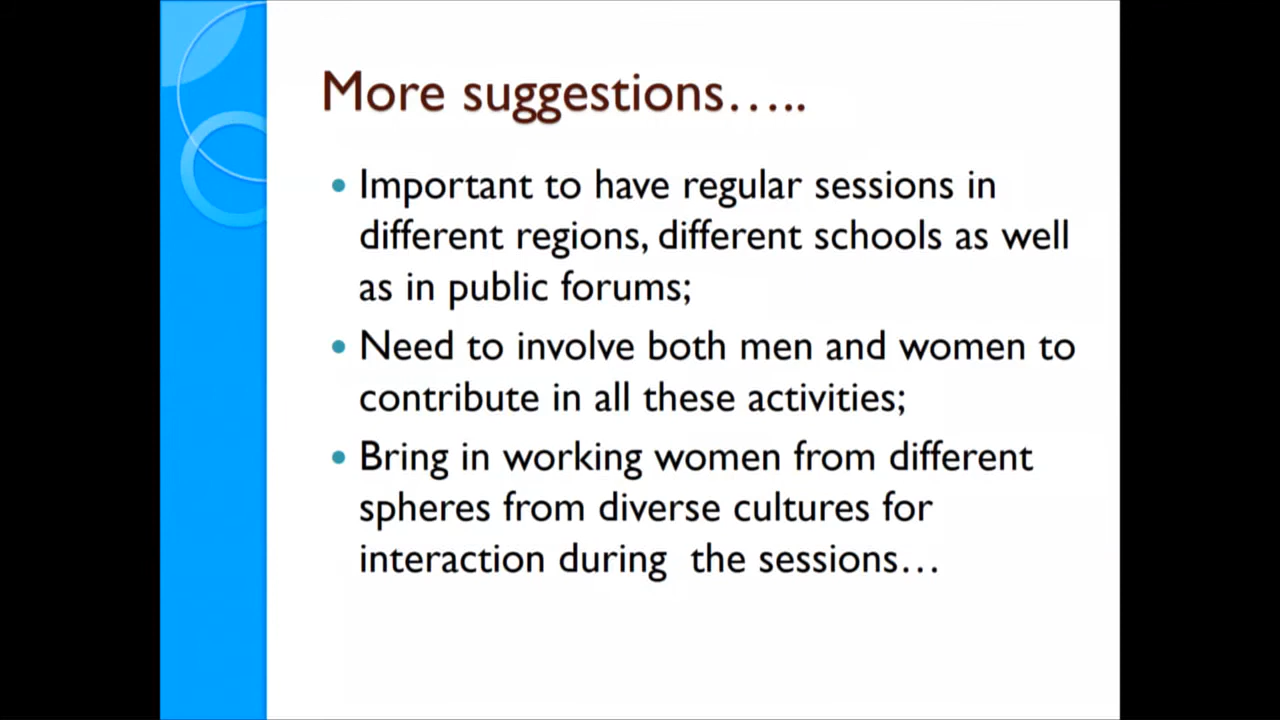 More suggestions…..
• Important to have regular sessions in
different regions, different schools as well
as in public forums;
• Need to involve both men and women to
contribute in all these activities;
• Bring in working women from different
spheres from diverse cultures for
interaction during  the sessions…